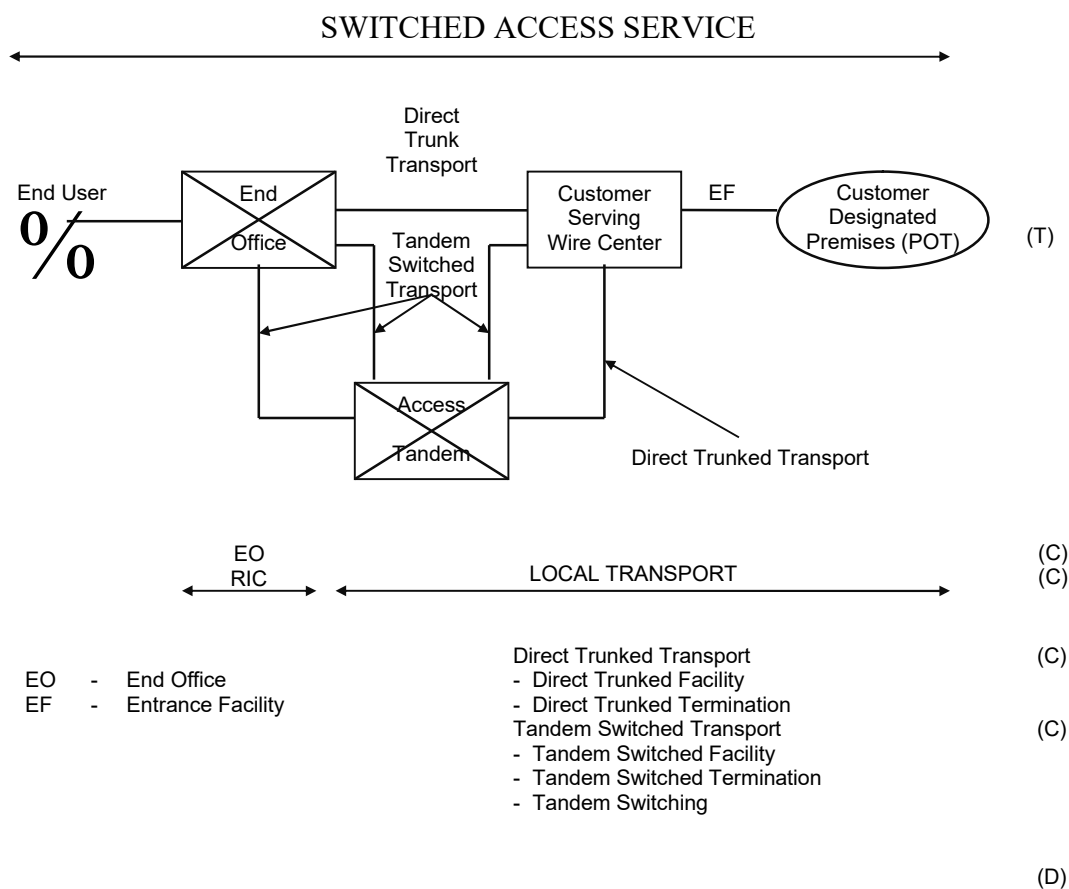 SWITCHED ACCESS SERVICE
Direct
Trunk
Transport
End User
%
End
Office
Customer
Serving
Wire Center
EF
Customer
Designated
Premises (POT)
(T)
Tandem
Switched
Transport
Access
Tandem
Direct Trunked Transport
EO
RIC
LOCAL TRANSPORT
(C)
(C)
EO - End Office
EF - Entrance Facility
Direct Trunked Transport
- Direct Trunked Facility
- Direct Trunked Termination
Tandem Switched Transport
- Tandem Switched Facility
- Tandem Switched Termination
- Tandem Switching
(C)
(C)
(D)